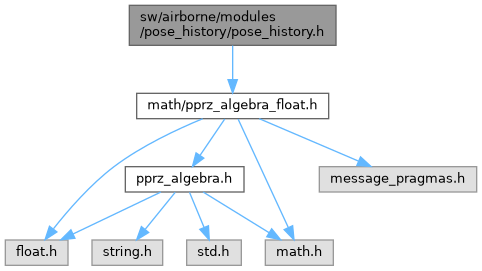 sw/airborne/modules
/pose_history/pose_history.h
math/pprz_algebra_float.h
pprz_algebra.h
message_pragmas.h
float.h
string.h
std.h
math.h